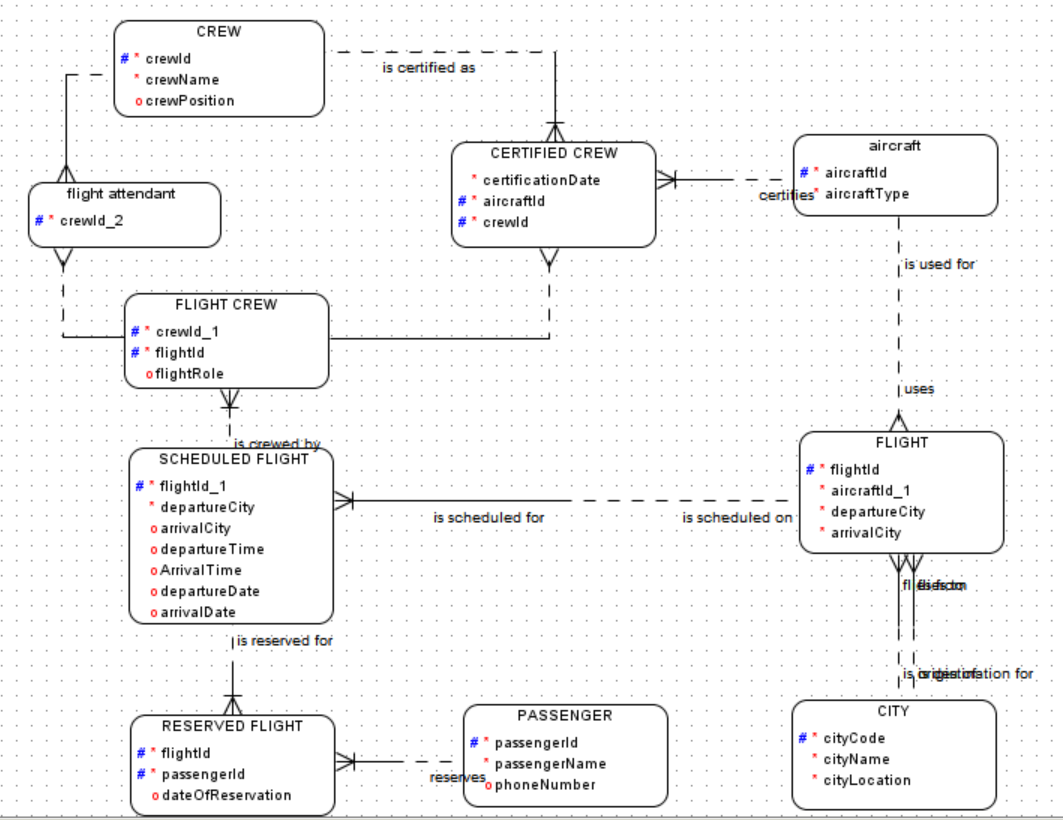 CREW
# * crewId
* crewName
o crewPosition
is certified as
CERTIFIED CREW
* certificationDate
# * aircraftId
# * crewId
aircraft
# * aircraftId
* aircraftType
certifies
flight attendant
# * crewId_2
is used for
uses
FLIGHT CREW
# * crewId_1
# * flightId
o flightRole
is crewed by
SCHEDULED FLIGHT
# * flightId_1
* departureCity
o arrivalCity
o departureTime
o ArrivalTime
o departureDate
o arrivalDate
is scheduled for
is scheduled on
FLIGHT
# * flightId
* aircraftId_1
* departureCity
* arrivalCity
is reserved for
RESERVED FLIGHT
# * flightId
# * passengerId
o dateOfReservation
reserves
PASSENGER
# * passengerId
* passengerName
o phoneNumber
CITY
# * cityCode
* cityName
* cityLocation